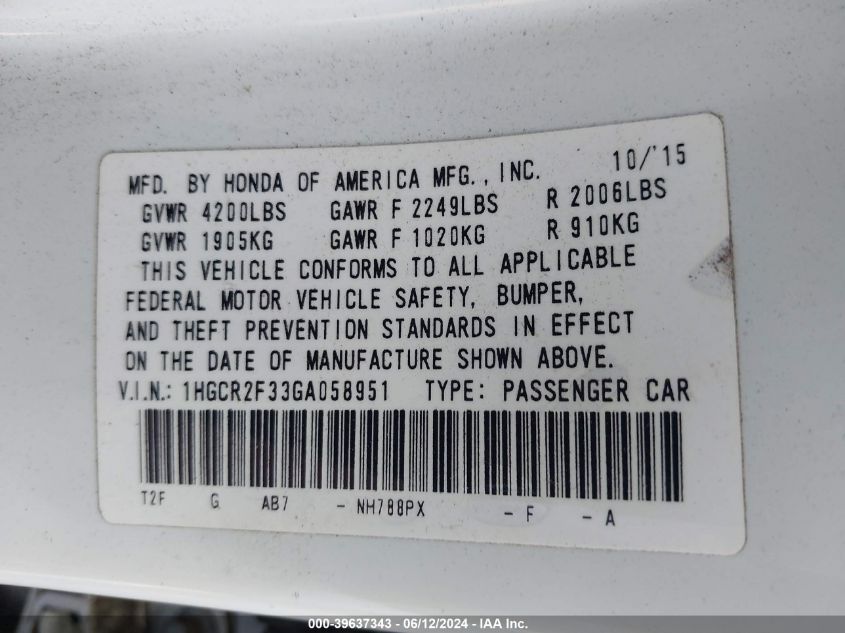 MFD. BY HONDA OF AMERICA MFG., INC. 10/'15
GVWR 4200LBS GAWR F 2249LBS R 2006LBS
GVWR 1905KG GAWR F 1020KG R 910KG
THIS VEHICLE CONFORMS TO ALL APPLICABLE
FEDERAL MOTOR VEHICLE SAFETY, BUMPER,
AND THEFT PREVENTION STANDARDS IN EFFECT
ON THE DATE OF MANUFACTURE SHOWN ABOVE.
V.I.N.: 1HGCR2F33GA058951 TYPE: PASSENGER CAR
T2F G AB7 - NH788PX - F - A
000-39637343 / 06/12/2024 - IAA Inc.